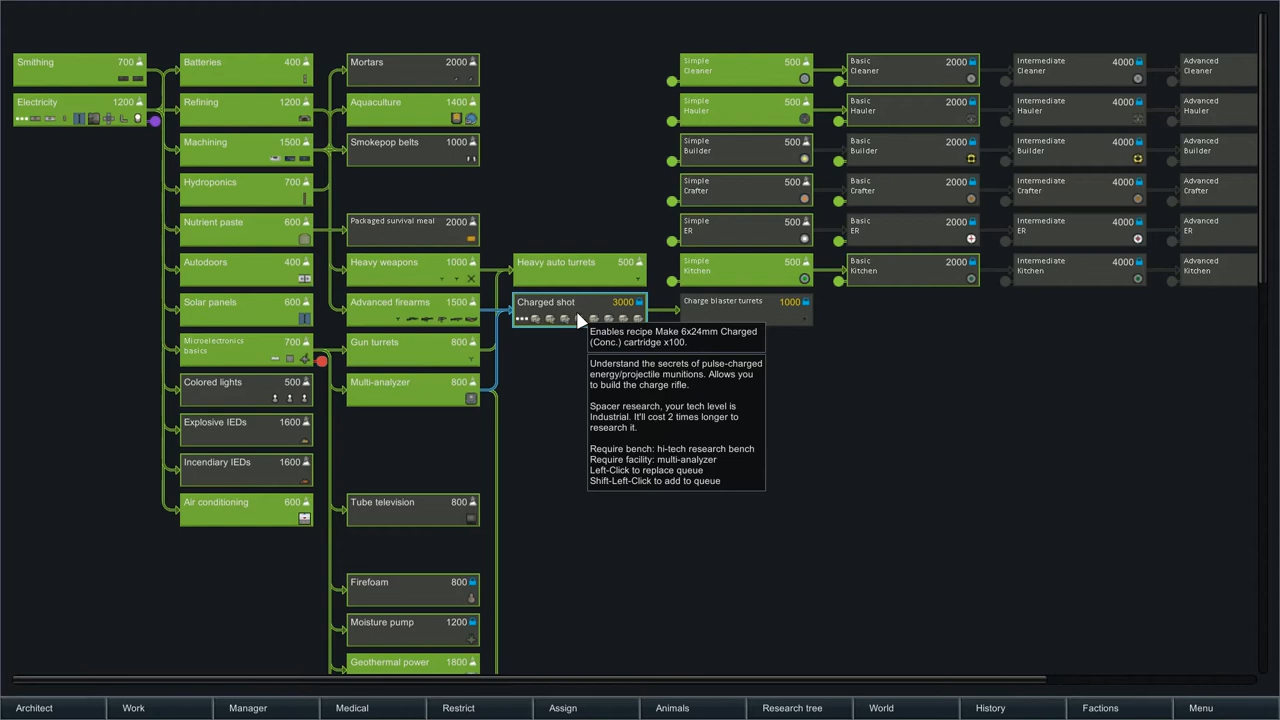 Smithing 700
Batteries 400
Mortars 2000
Simple Cleaner 500
Basic Cleaner 2000
Intermediate Cleaner 4000
Advanced Cleaner
Electricity 1200
Refining 1200
Aquaculture 1400
Simple Hauler 500
Basic Hauler 2000
Intermediate Hauler 4000
Advanced Hauler
Machining 1500
Smokepop belts 1000
Simple Builder 500
Basic Builder 2000
Intermediate Builder 4000
Advanced Builder
Hydroponics 700
Simple Crafter 500
Basic Crafter 2000
Intermediate Crafter 4000
Advanced Crafter
Nutrient paste 600
Packaged survival meal 2000
Simple ER 500
Basic ER 2000
Intermediate ER 4000
Advanced ER
Autodoors 400
Heavy weapons 1000
Heavy auto turrets 500
Simple Kitchen 500
Basic Kitchen 2000
Intermediate Kitchen 4000
Advanced Kitchen
Solar panels 600
Advanced firearms 1500
Charged shot 3000
Charge blaster turrets 1000
Microelectronics basics 700
Gun turrets 800
Colored lights 500
Multi-analyzer 800
Explosive IEDs 1600
Incendiary IEDs 1600
Air conditioning 600
Tube television 800
Firefoam 800
Moisture pump 1200
Geothermal power 1800
Enables recipe Make 6x24mm Charged
(Conc.) cartridge x100.
Understand the secrets of pulse-charged
energy/projectile munitions. Allows you
to build the charge rifle.
Spacer research, your tech level is
Industrial. It'll cost 2 times longer to
research it.
Require bench: hi-tech research bench
Require facility: multi-analyzer
Left-Click to replace queue
Shift-Left-Click to add to queue
Architect
Work
Manager
Medical
Restrict
Assign
Animals
Research tree
World
History
Factions
Menu